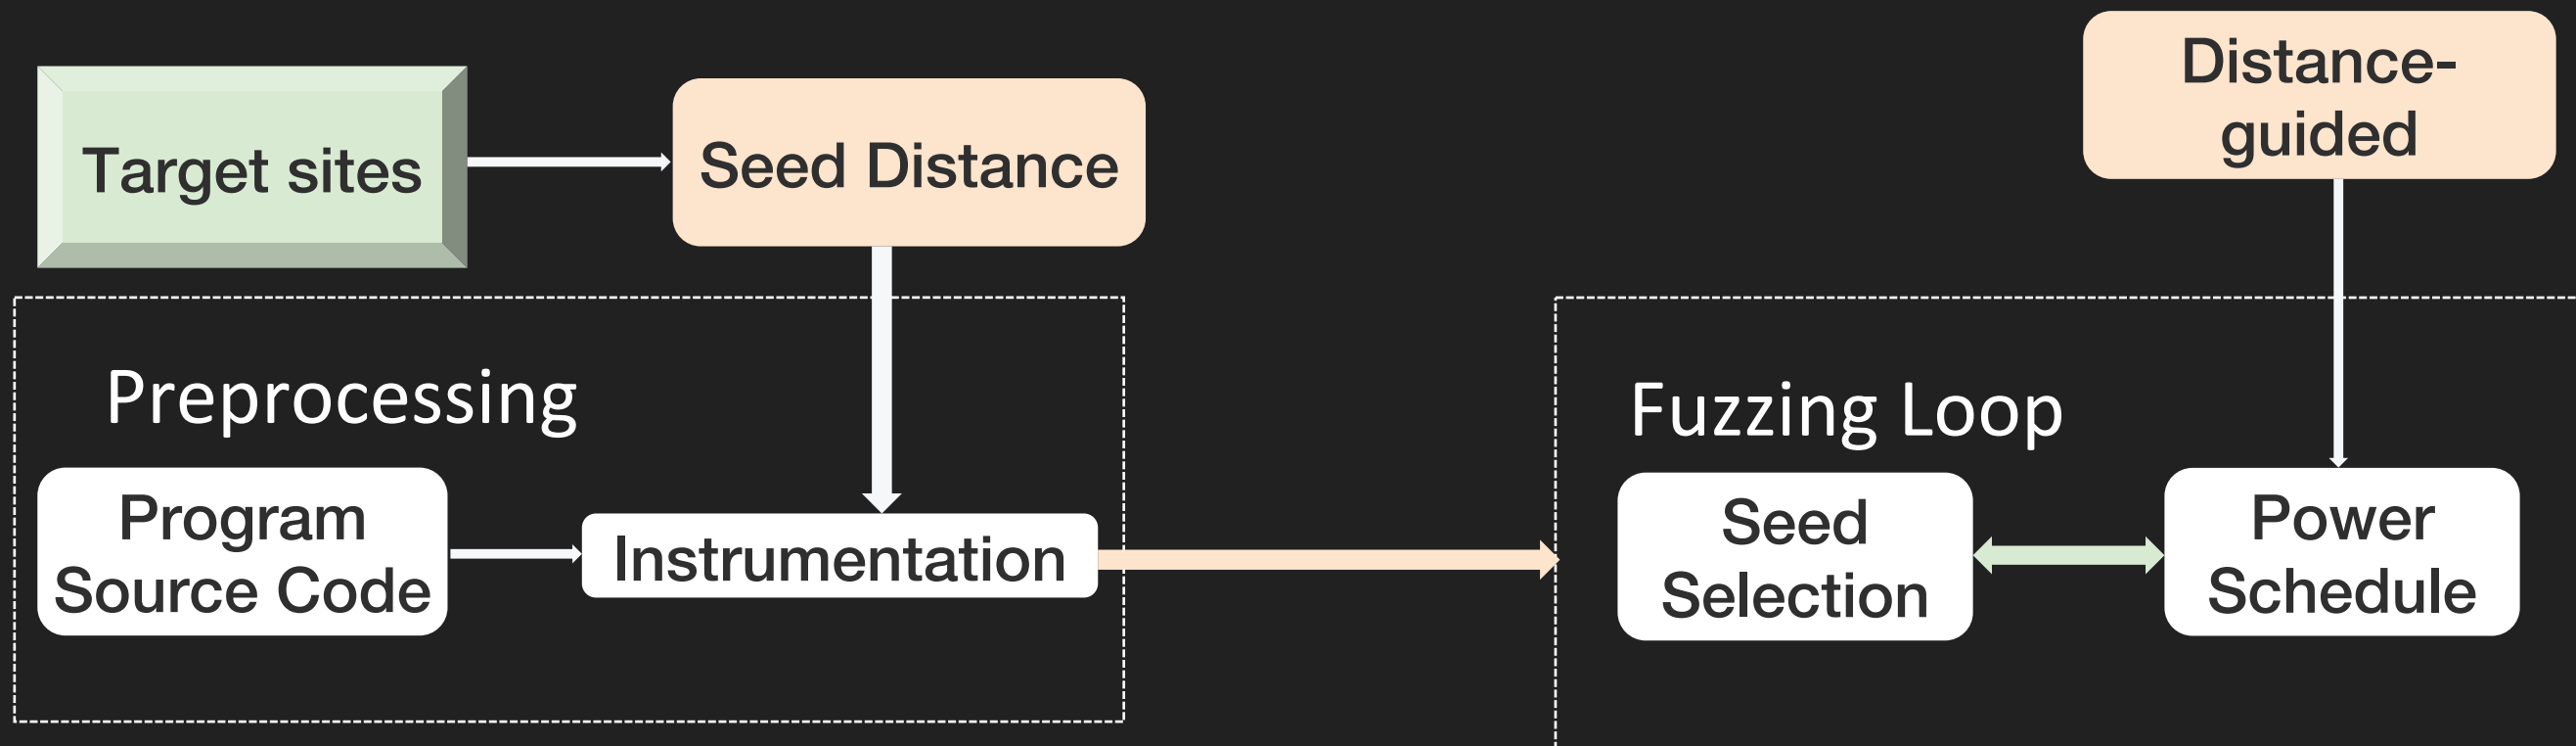 Target sites
Seed Distance
Distance-
guided
Preprocessing
Program
Source Code
Instrumentation
Fuzzing Loop
Seed
Selection
Power
Schedule